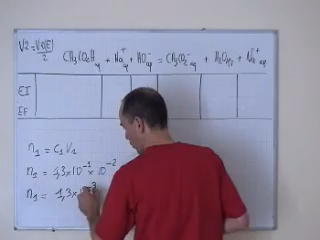 V2 = VxÉ/2
CH3CO2H aq + Na+ aq + HO- aq = CH3CO2- aq + H2O(l) + Na+ aq
EI
EF
n1 = C1 V1
n1 = 1,3 × 10^-1 × 10^-2
n1 = 1,3 × 10^-3